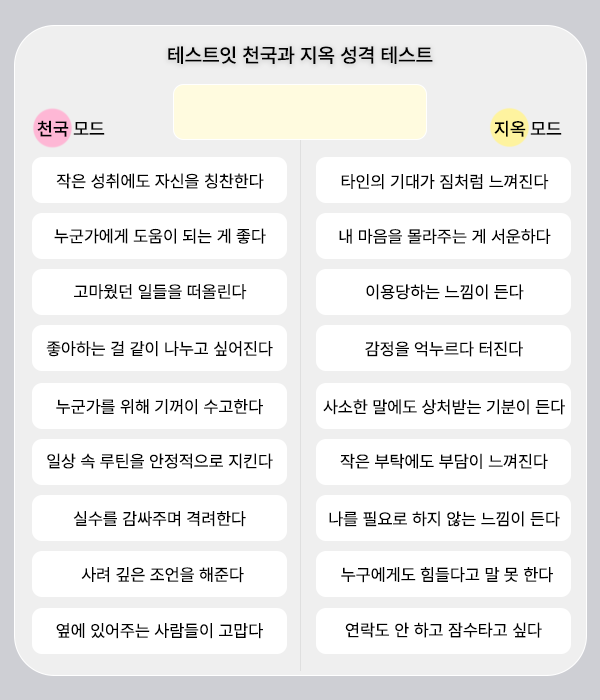 테스트잇 천국과 지옥 성격 테스트
천국 모드
지옥 모드
작은 성취에도 자신을 칭찬한다
타인의 기대가 짐처럼 느껴진다
누군가에게 도움이 되는 게 좋다
내 마음을 몰라주는 게 서운하다
고마웠던 일들을 떠올린다
이용당하는 느낌이 든다
좋아하는 걸 같이 나누고 싶어진다
감정을 억누르다 터진다
누군가를 위해 기꺼이 수고한다
사소한 말에도 상처받는 기분이 든다
일상 속 루틴을 안정적으로 지킨다
작은 부탁에도 부담이 느껴진다
실수를 감싸주며 격려한다
나를 필요로 하지 않는 느낌이 든다
사려 깊은 조언을 해준다
누구에게도 힘들다고 말 못 한다
옆에 있어주는 사람들이 고맙다
연락도 안 하고 잠수타고 싶다